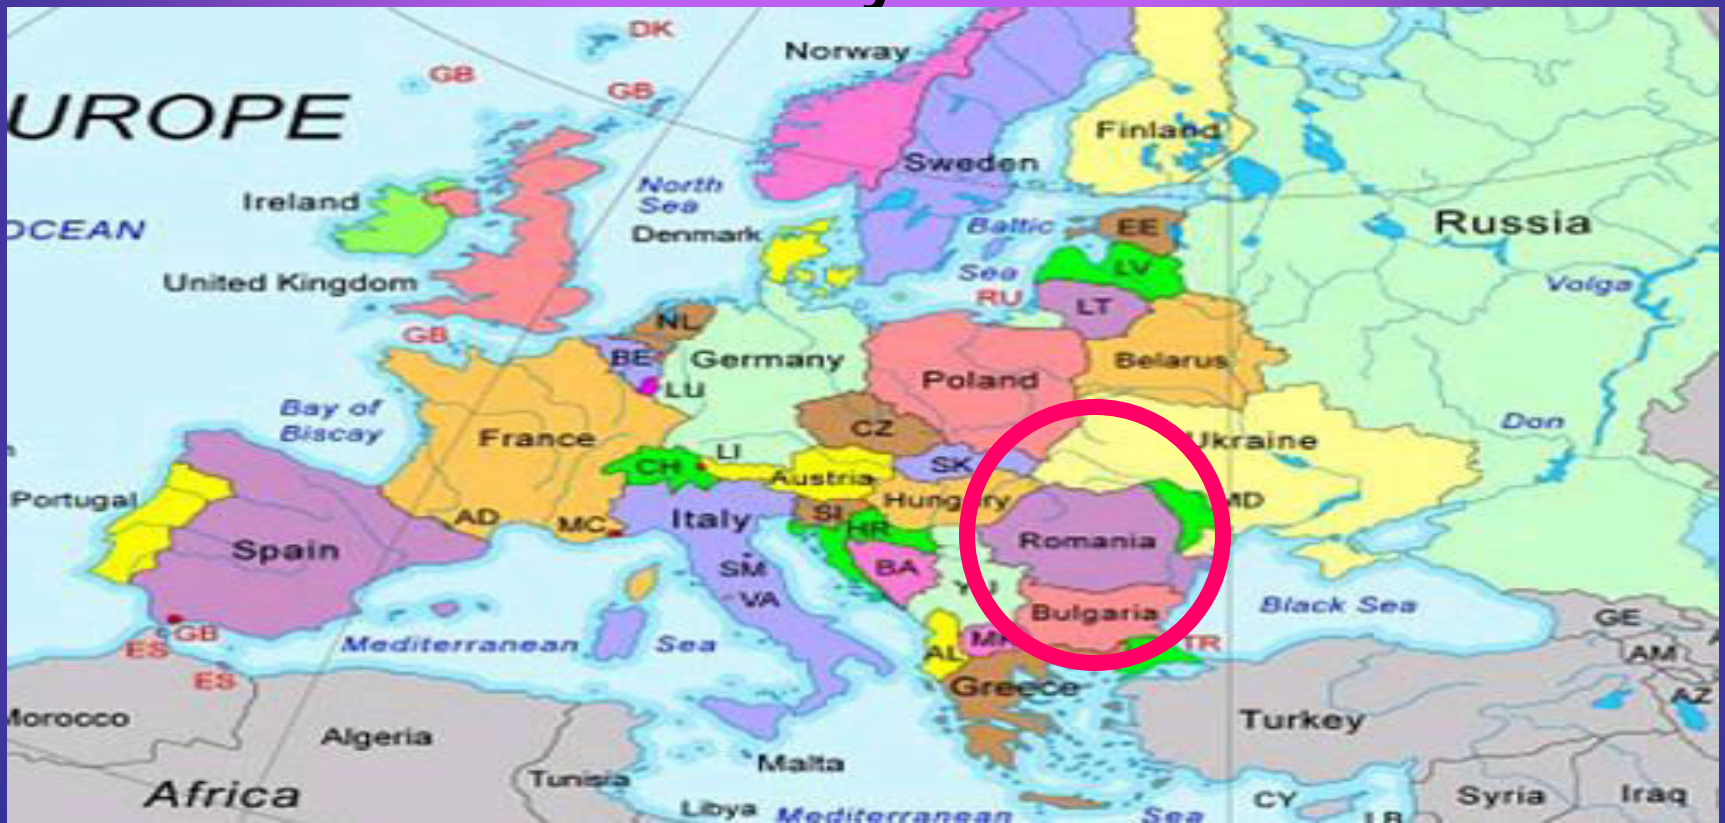 DK
Norway
GB
GB
UROPE
Finland
Sweden
North
Sea
Ireland
OCEAN
Baltic
EE
Russia
Denmark
LV
Sea
United Kingdom
RU
LT
Volga
NL
GB
BE
Germany
Belarus
LU
Poland
Bay of
Biscay
France
CZ
Don
Ukraine
LI
CH
SK
Austria
Portugal
Hungary
MD
AD
MC
Italy
SI
HR
Spain
Romania
SM
BA
VA
YU
Bulgaria
Black Sea
GE
GB
ES
Mediterranean
Sea
MK
TR
AL
AM
ES
Greece
AZ
Morocco
Algeria
Turkey
Malta
Tunisia
Africa
Libya
Mediterranean
Sea
CY
LB
Syria
Iraq